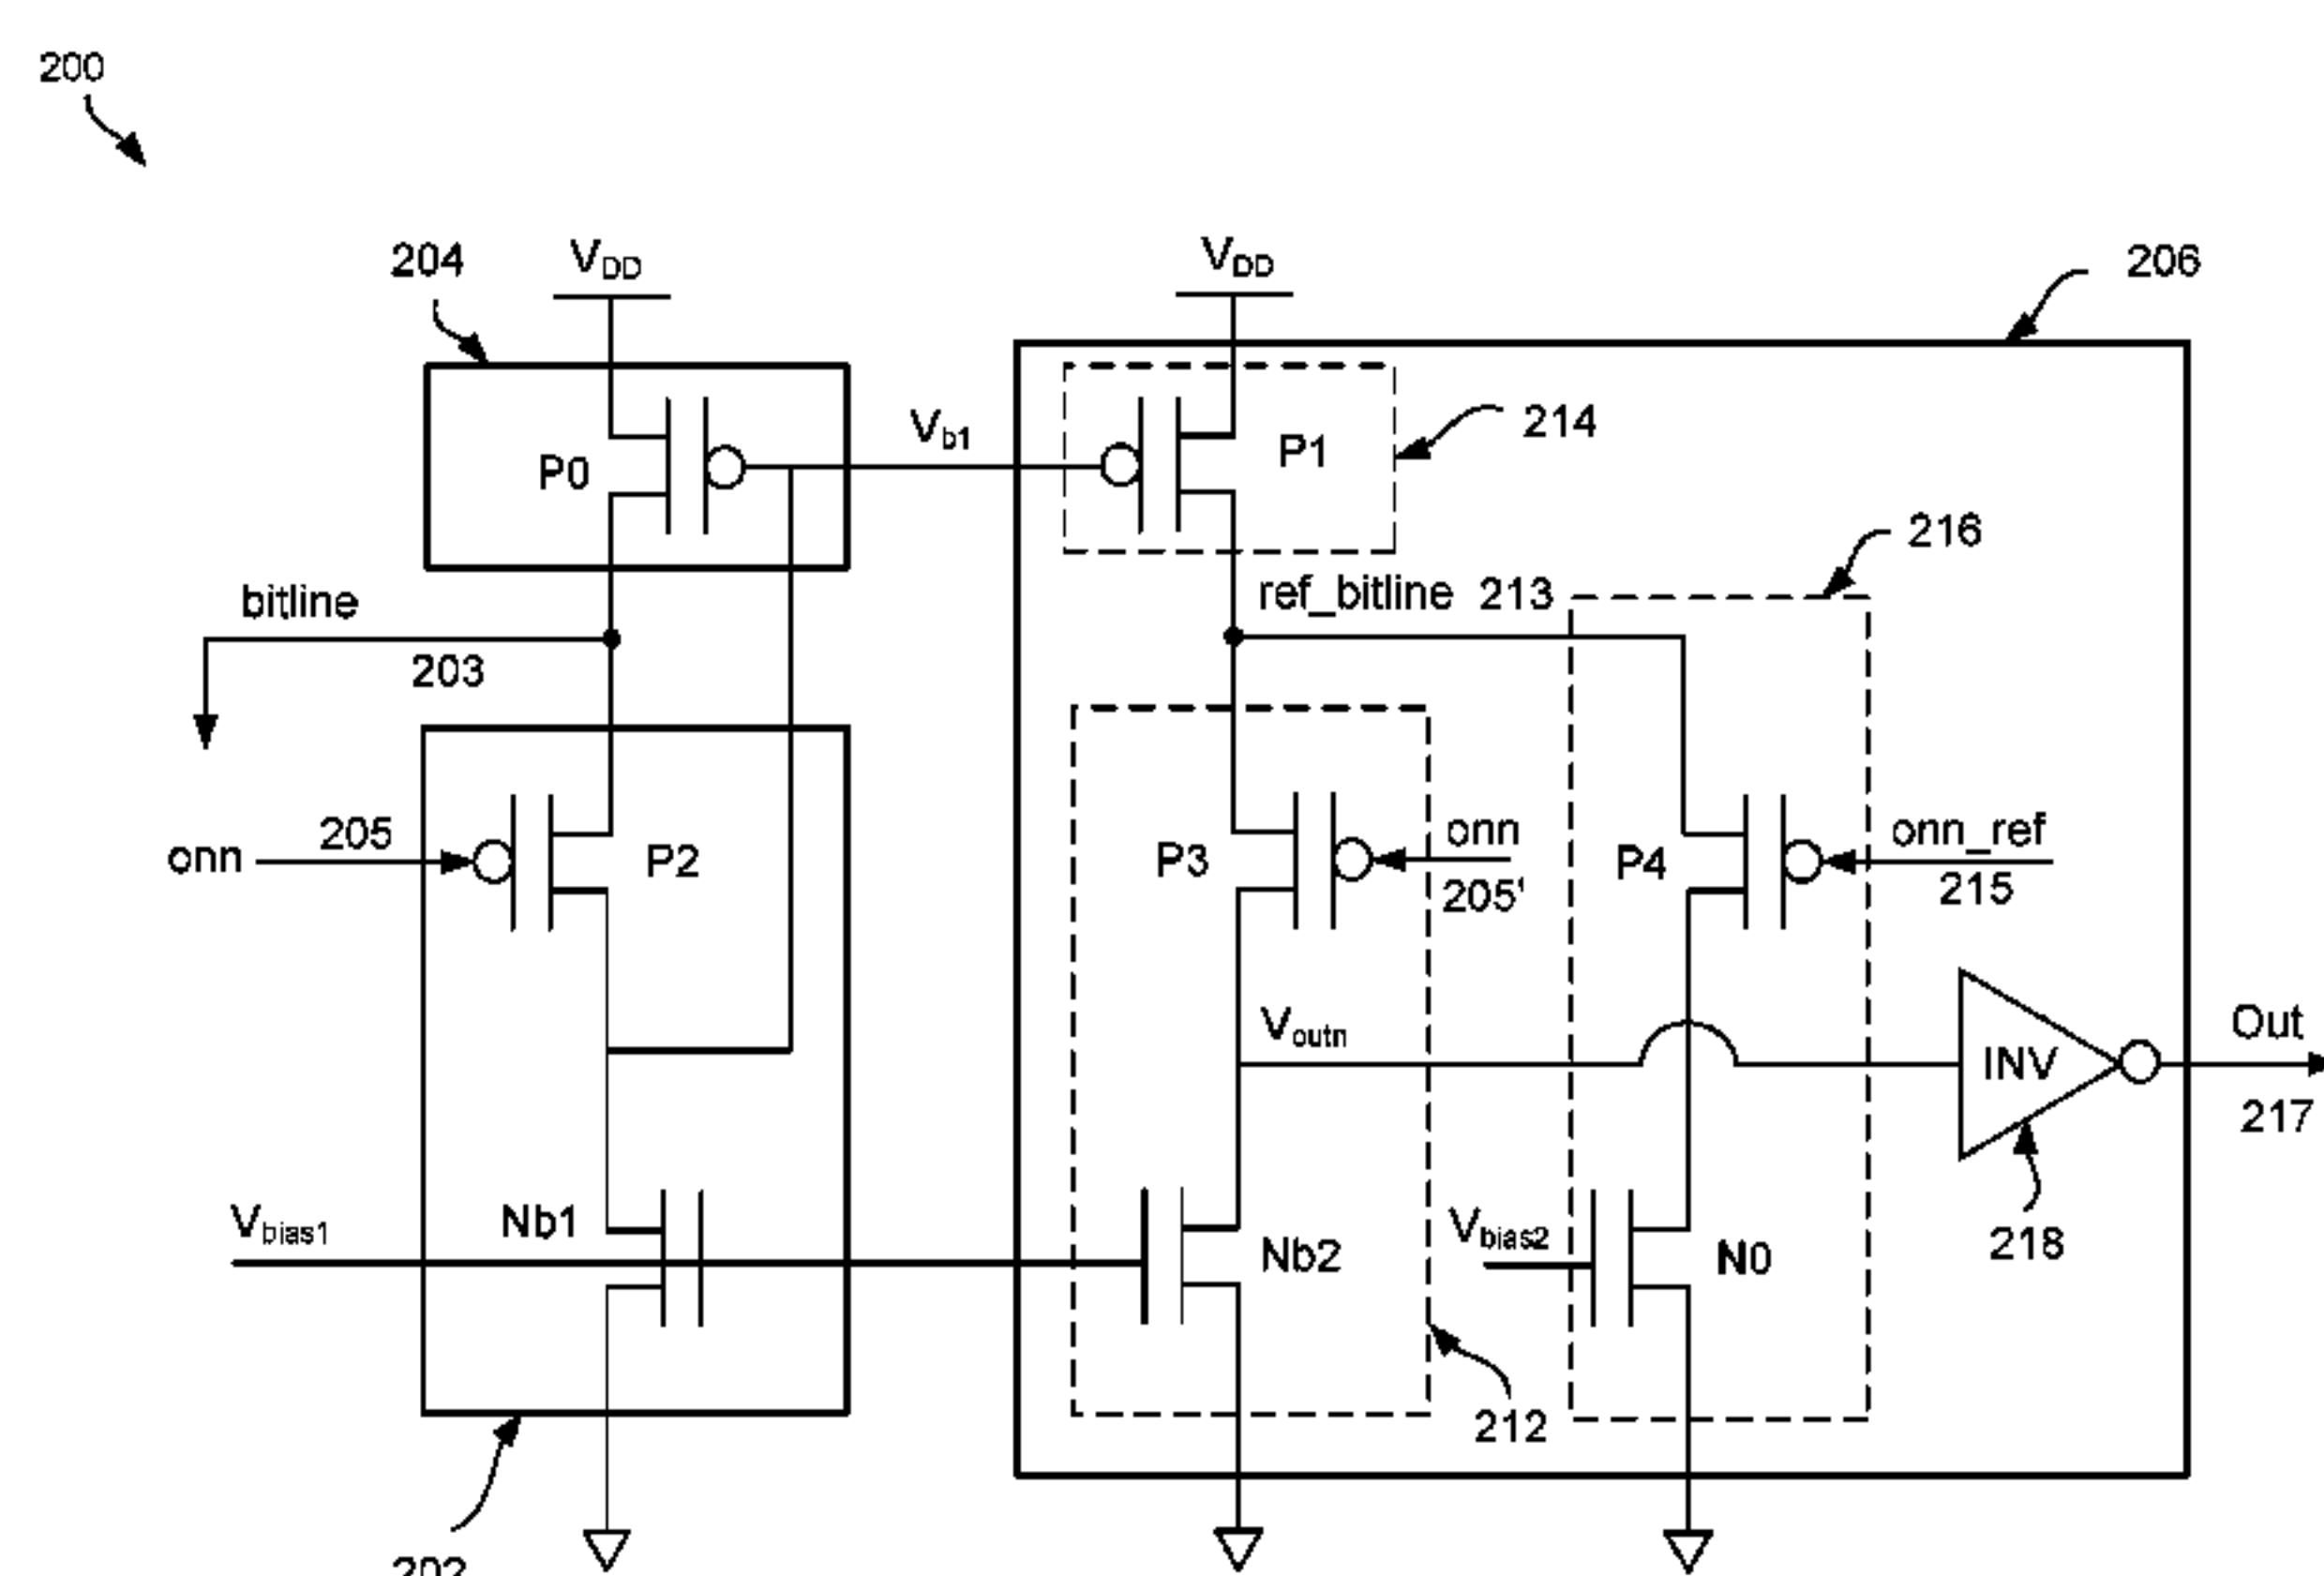 200
204
VDD
VDD
206
Vb1
P0
P1
214
216
bitline
203
ref_bitline 213
onn
205
P2
P3
onn
205'
P4
onn_ref
215
Voutn
INV
Out
217
Vbias1
Nb1
Nb2
Vbias2
N0
218
212
202